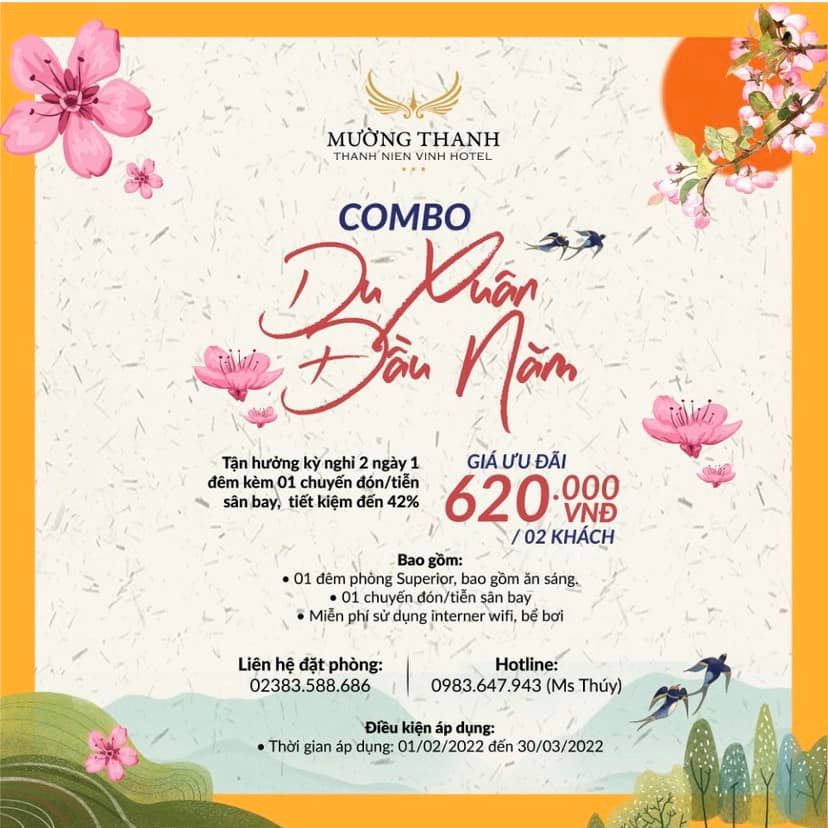 MƯỜNG THANH
THANH NIEN VINH HOTEL
COMBO
Du Xuân
Đầu Năm
Tận hưởng kỳ nghỉ 2 ngày 1
đêm kèm 01 chuyến đón/tiễn
sân bay, tiết kiệm đến 42%
GIÁ ƯU ĐÃI
620.000
VNĐ
/ 02 KHÁCH
Bao gồm:
• 01 đêm phòng Superior, bao gồm ăn sáng.
• 01 chuyến đón/tiễn sân bay
• Miễn phí sử dụng interner wifi, bể bơi
Liên hệ đặt phòng:
02383.588.686
Hotline:
0983.647.943 (Ms Thúy)
Điều kiện áp dụng:
• Thời gian áp dụng: 01/02/2022 đến 30/03/2022